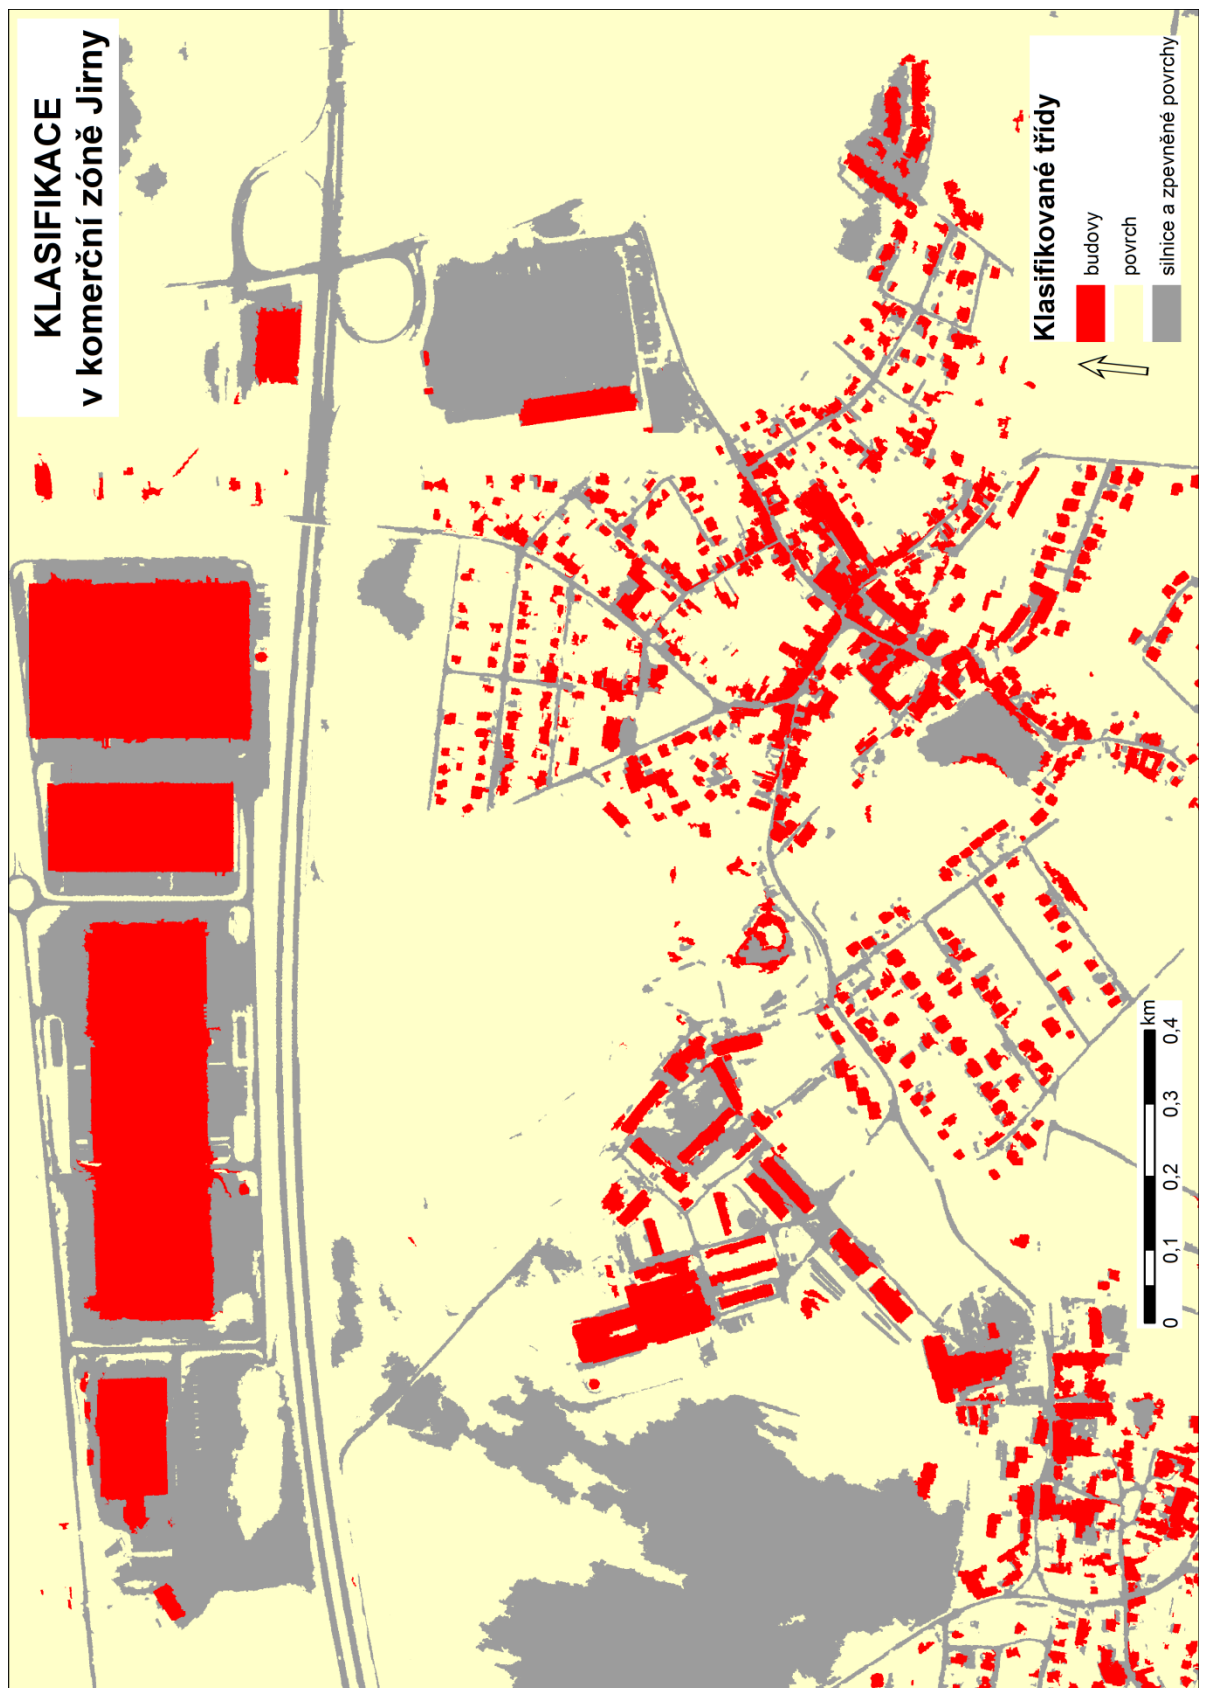 KLASIFIKACE
v komerční zóně Jirny
Klasifikované třídy
budovy
povrch
silnice a zpevněné povrchy
km
0 0,1 0,2 0,3 0,4